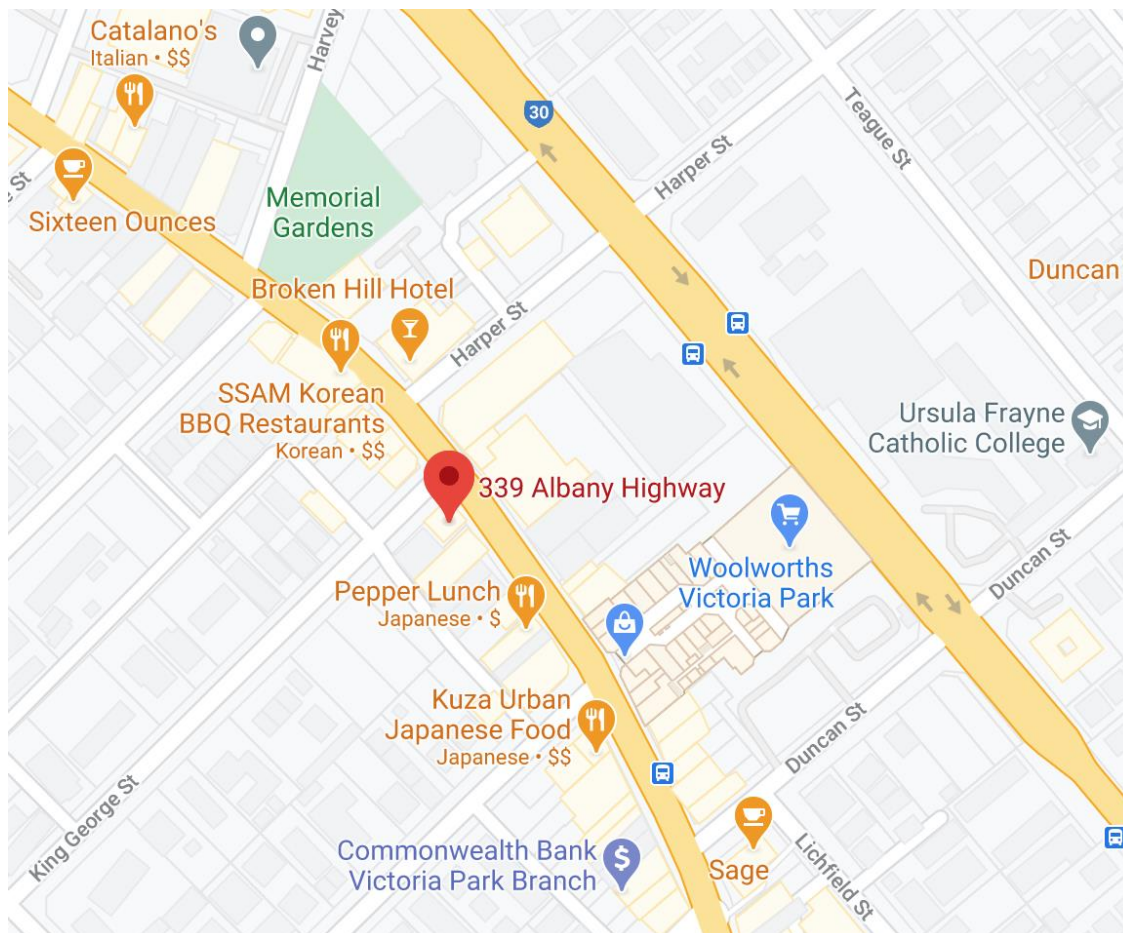 Catalano's
Italian • $$
Harvey
30
Teague St
Harper St
e St
Sixteen Ounces
Memorial
Gardens
Duncan
Broken Hill Hotel
Harper St
SSAM Korean
BBQ Restaurants
Korean • $$
Ursula Frayne
Catholic College
339 Albany Highway
Woolworths
Victoria Park
Duncan St
Pepper Lunch
Japanese • $
Kuza Urban
Japanese Food
Japanese • $$
Duncan St
King George St
Commonwealth Bank
Victoria Park Branch
$
Sage
Lichfield St